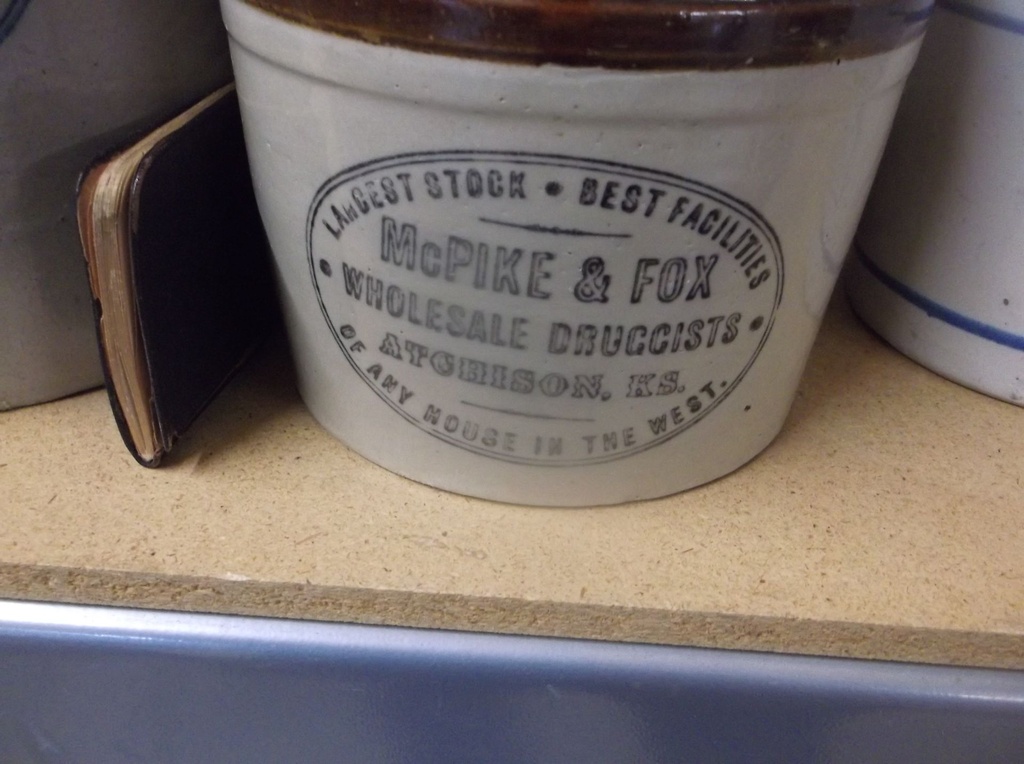 LARGEST STOCK • BEST FACILITIES
McPIKE & FOX
WHOLESALE DRUGGISTS
ATCHISON, KS.
OF ANY HOUSE IN THE WEST.